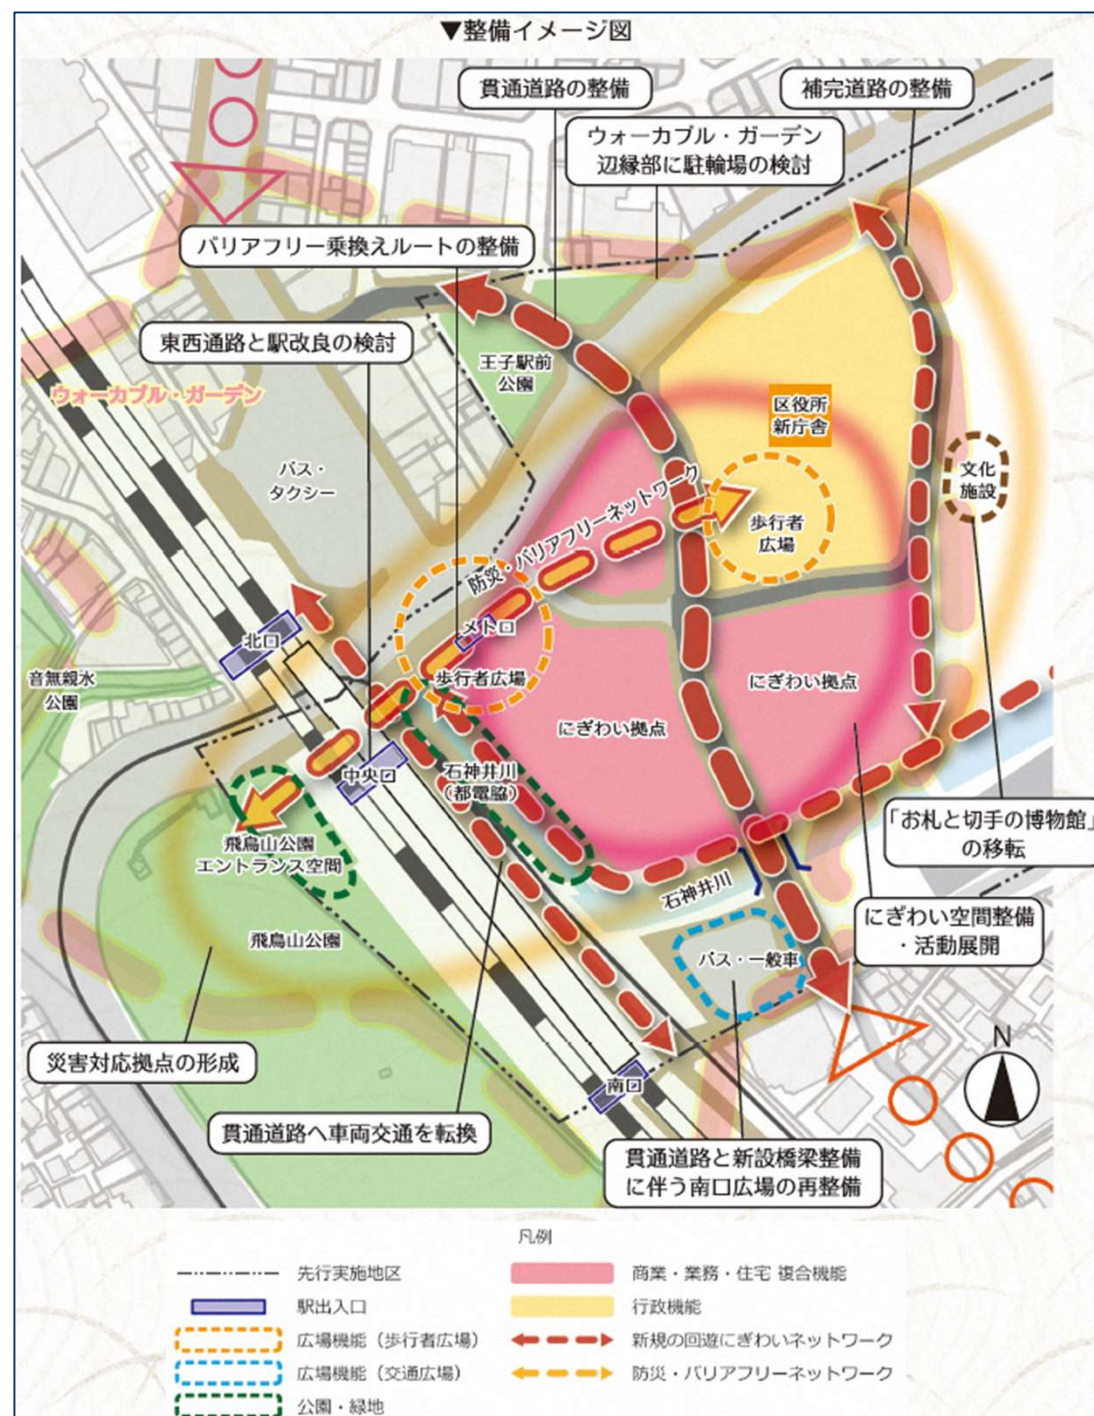 ▼整備イメージ図
貫通道路の整備
補完道路の整備
ウォーカブル・ガーデン
辺縁部に駐輪場の検討
バリアフリー乗換えルートの整備
東西通路と駅改良の検討
王子駅前
公園
ウォーカブル・ガーデン
区役所
新庁舎
バス・
タクシー
文化
施設
防災・バリアフリーネットワーク
歩行者
広場
メトロ
北口
音無親水
公園
歩行者広場
にぎわい拠点
にぎわい拠点
中央口
石神井川
(都電脇)
「お札と切手の博物館」
の移転
飛鳥山公園
エントランス空間
石神井川
にぎわい空間整備
・活動展開
飛鳥山公園
バス・一般車
災害対応拠点の形成
N
南口
貫通道路へ車両交通を転換
貫通道路と新設橋梁整備
に伴う南口広場の再整備
凡例
先行実施地区
商業・業務・住宅 複合機能
駅出入口
行政機能
広場機能(歩行者広場)
新規の回遊にぎわいネットワーク
広場機能(交通広場)
防災・バリアフリーネットワーク
公園・緑地